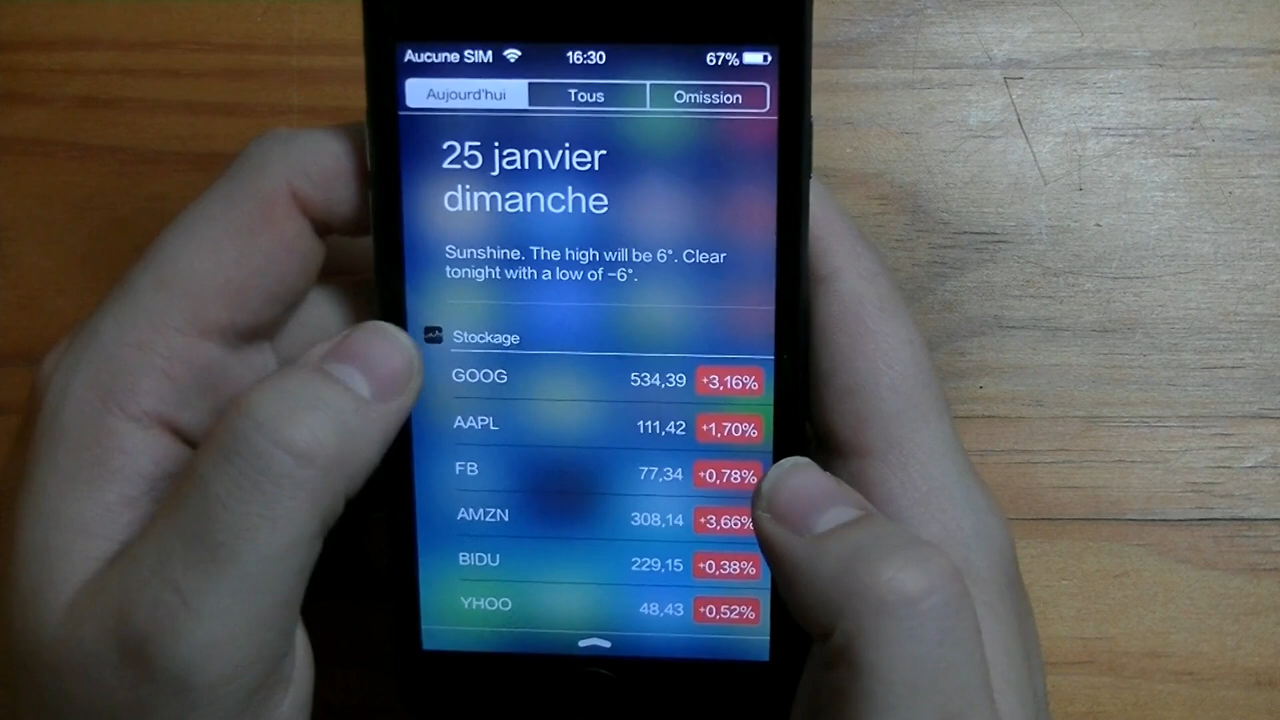 Aucune SIM 16:30 67%
Aujourd'hui Tous Omission
25 janvier
dimanche
Sunshine. The high will be 6°. Clear
tonight with a low of -6°.
Stockage
GOOG 534,39 +3,16%
AAPL 111,42 +1,70%
FB 77,34 +0,78%
AMZN 308,14 +3,66%
BIDU 229,15 +0,38%
YHOO 48,43 +0,52%